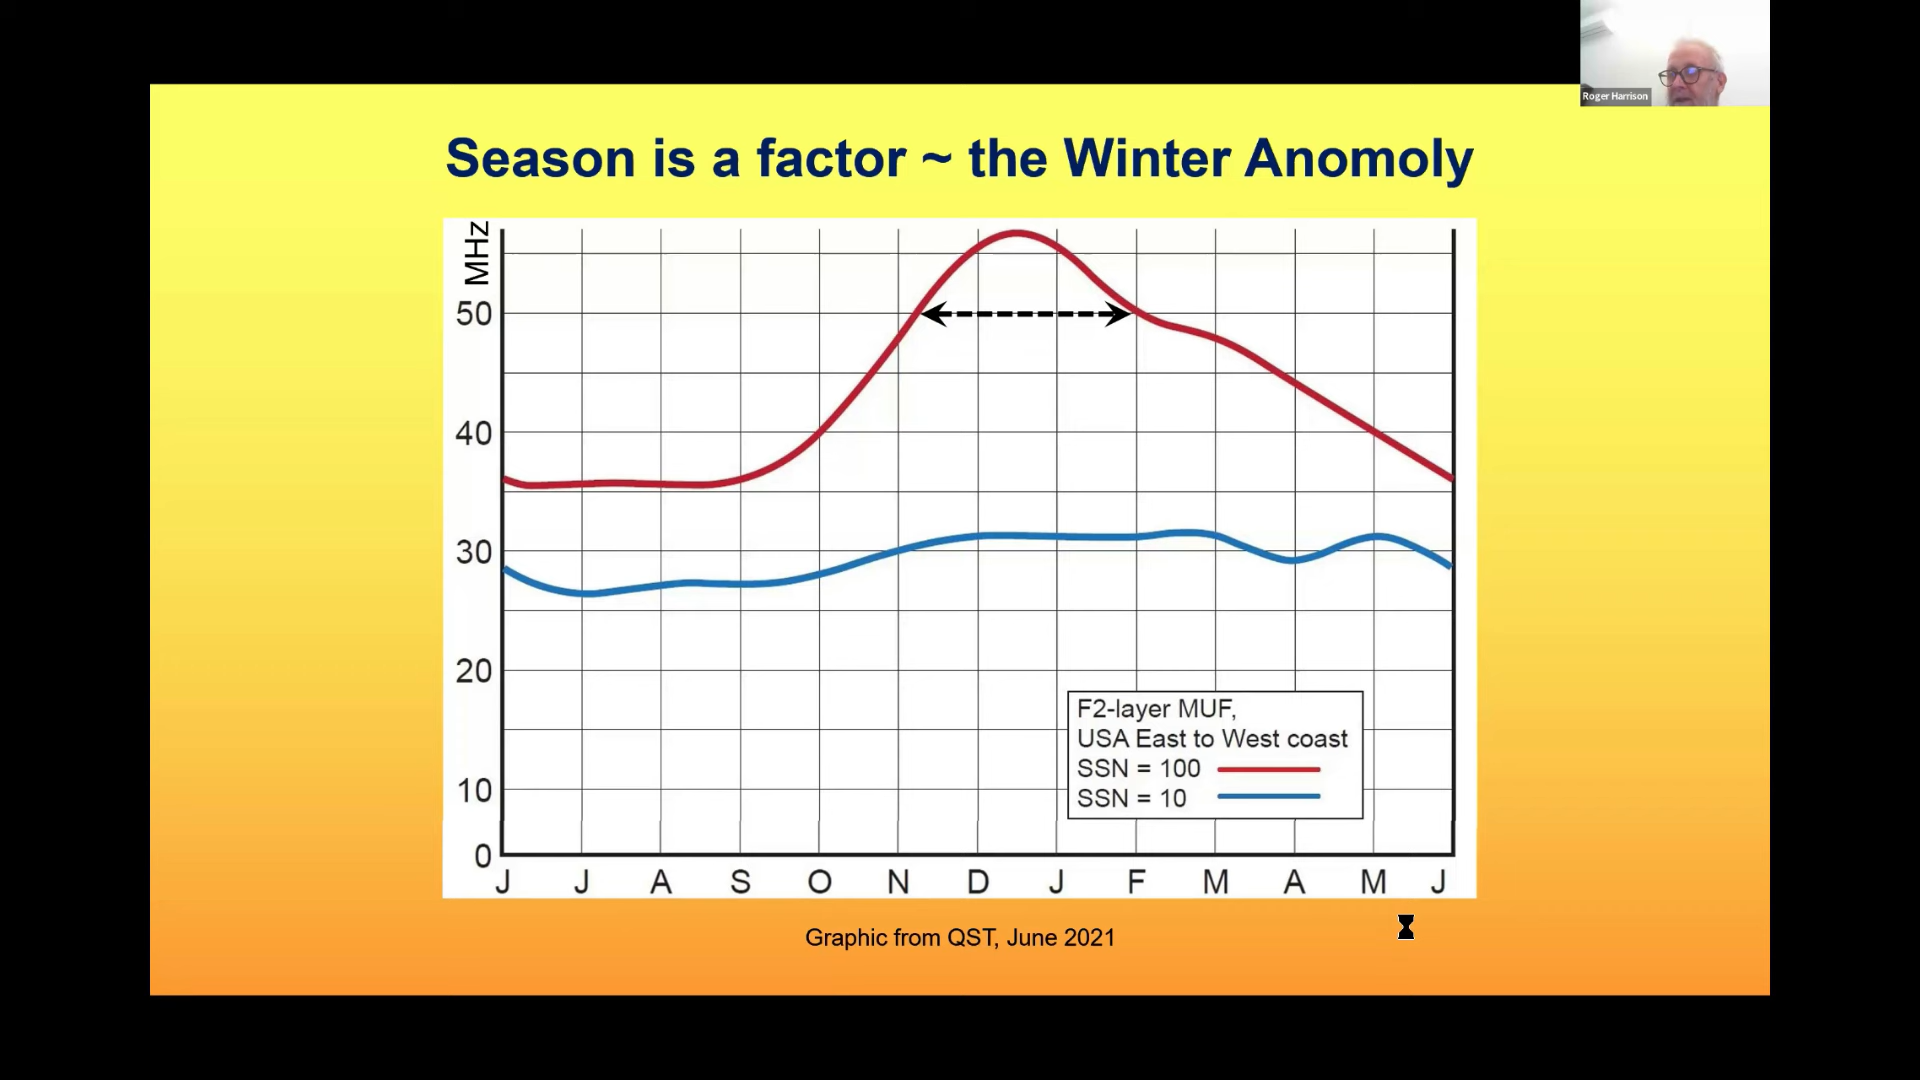 Roger Harrison
Season is a factor ~ the Winter Anomoly
MHz
50
40
30
20
10
0
F2-layer MUF,
USA East to West coast
SSN = 100
SSN = 10
J J A S O N D J F M A M J
Graphic from QST, June 2021